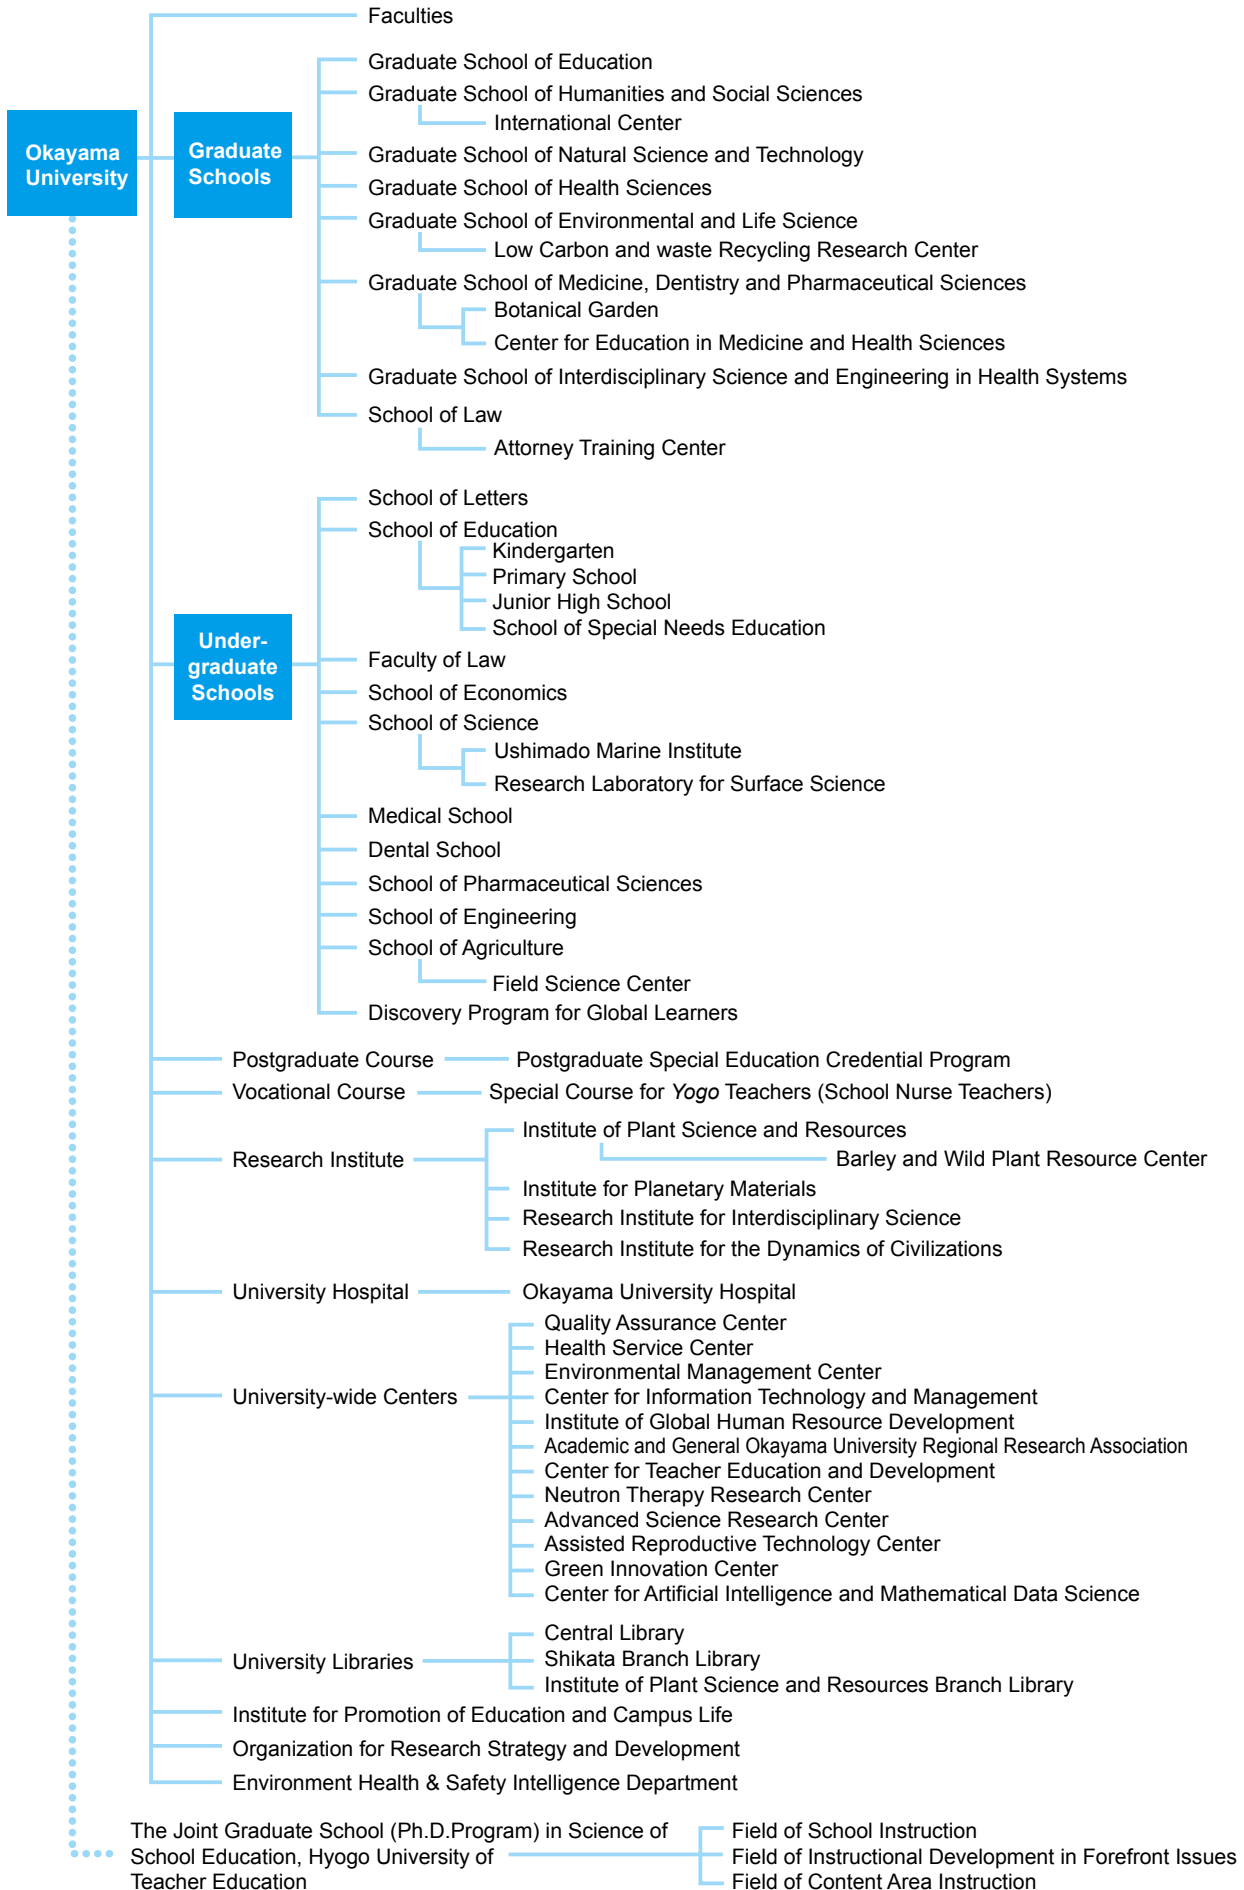 Faculties
Okayama
University
Graduate
Schools
Graduate School of Education
Graduate School of Humanities and Social Sciences
International Center
Graduate School of Natural Science and Technology
Graduate School of Health Sciences
Graduate School of Environmental and Life Science
Low Carbon and waste Recycling Research Center
Graduate School of Medicine, Dentistry and Pharmaceutical Sciences
Botanical Garden
Center for Education in Medicine and Health Sciences
Graduate School of Interdisciplinary Science and Engineering in Health Systems
School of Law
Attorney Training Center
Under-
graduate
Schools
School of Letters
School of Education
Kindergarten
Primary School
Junior High School
School of Special Needs Education
Faculty of Law
School of Economics
School of Science
Ushimado Marine Institute
Research Laboratory for Surface Science
Medical School
Dental School
School of Pharmaceutical Sciences
School of Engineering
School of Agriculture
Field Science Center
Discovery Program for Global Learners
Postgraduate Course
Postgraduate Special Education Credential Program
Vocational Course
Special Course for Yogo Teachers (School Nurse Teachers)
Research Institute
Institute of Plant Science and Resources
Barley and Wild Plant Resource Center
Institute for Planetary Materials
Research Institute for Interdisciplinary Science
Research Institute for the Dynamics of Civilizations
University Hospital
Okayama University Hospital
University-wide Centers
Quality Assurance Center
Health Service Center
Environmental Management Center
Center for Information Technology and Management
Institute of Global Human Resource Development
Academic and General Okayama University Regional Research Association
Center for Teacher Education and Development
Neutron Therapy Research Center
Advanced Science Research Center
Assisted Reproductive Technology Center
Green Innovation Center
Center for Artificial Intelligence and Mathematical Data Science
University Libraries
Central Library
Shikata Branch Library
Institute of Plant Science and Resources Branch Library
Institute for Promotion of Education and Campus Life
Organization for Research Strategy and Development
Environment Health & Safety Intelligence Department
The Joint Graduate School (Ph.D.Program) in Science of
School Education, Hyogo University of
Teacher Education
Field of School Instruction
Field of Instructional Development in Forefront Issues
Field of Content Area Instruction